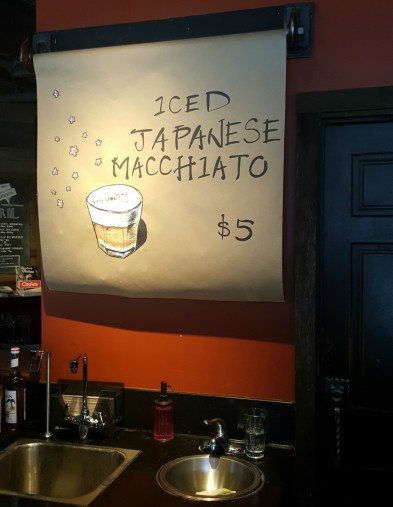 ICED
JAPANESE
MACCHIATO
$5